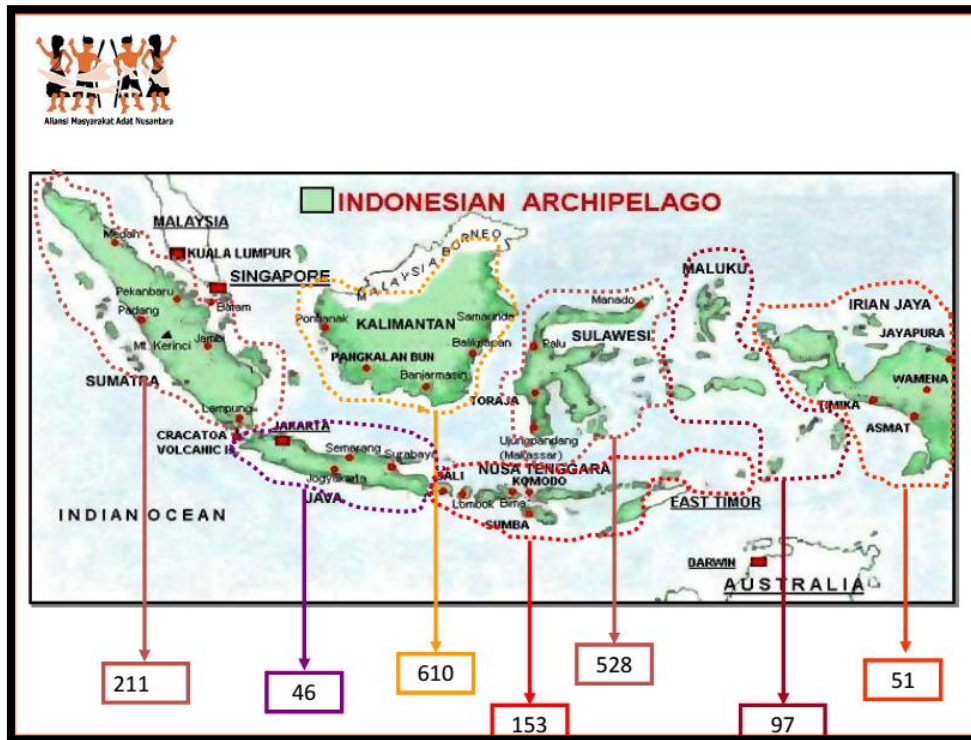 Aliansi Masyarakat Adat Nusantara
INDONESIAN ARCHIPELAGO
MALAYSIA
KUALA LUMPUR
SINGAPORE
Medan
Pekanbaru
Padang
Batam
Mt. Kerinci
Jambi
SUMATRA
Lampung
CRACATOA
VOLCANIC
JAKARTA
Semarang
Surabaya
Jogyakarta
JAVA
INDIAN OCEAN
MALAYSIA BORNEO
Pontianak
KALIMANTAN
Samarinda
Balikpapan
PANGKALAN BUN
Banjarmasin
Manado
SULAWESI
Palu
TORAJA
Ujungpandang
(Makassar)
MALUKU
IRIAN JAYA
JAYAPURA
WAMENA
TIMIKA
ASMAT
BALI
NUSA TENGGARA
KOMODO
Lombok
Bima
SUMBA
EAST TIMOR
DARWIN
AUSTRALIA
211
46
610
153
528
97
51